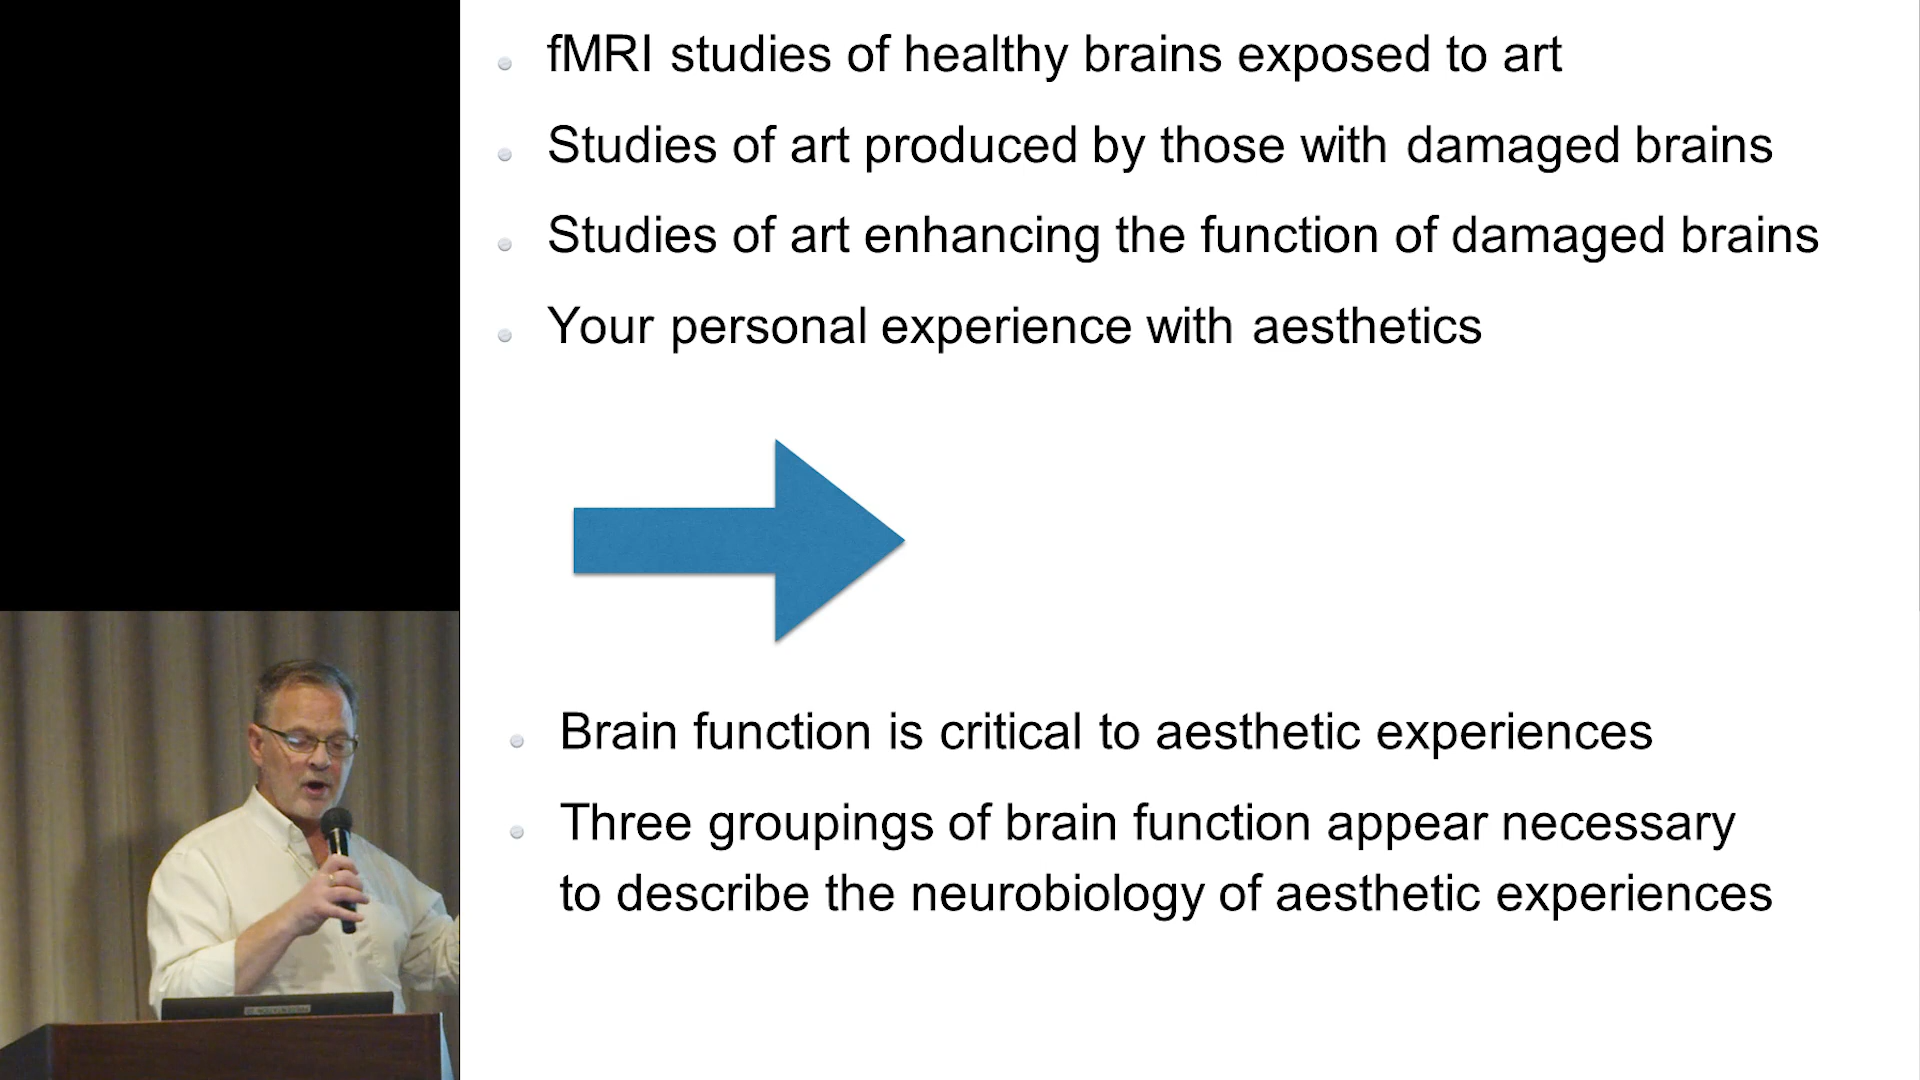 fMRI studies of healthy brains exposed to art
Studies of art produced by those with damaged brains
Studies of art enhancing the function of damaged brains
Your personal experience with aesthetics
Brain function is critical to aesthetic experiences
Three groupings of brain function appear necessary
to describe the neurobiology of aesthetic experiences